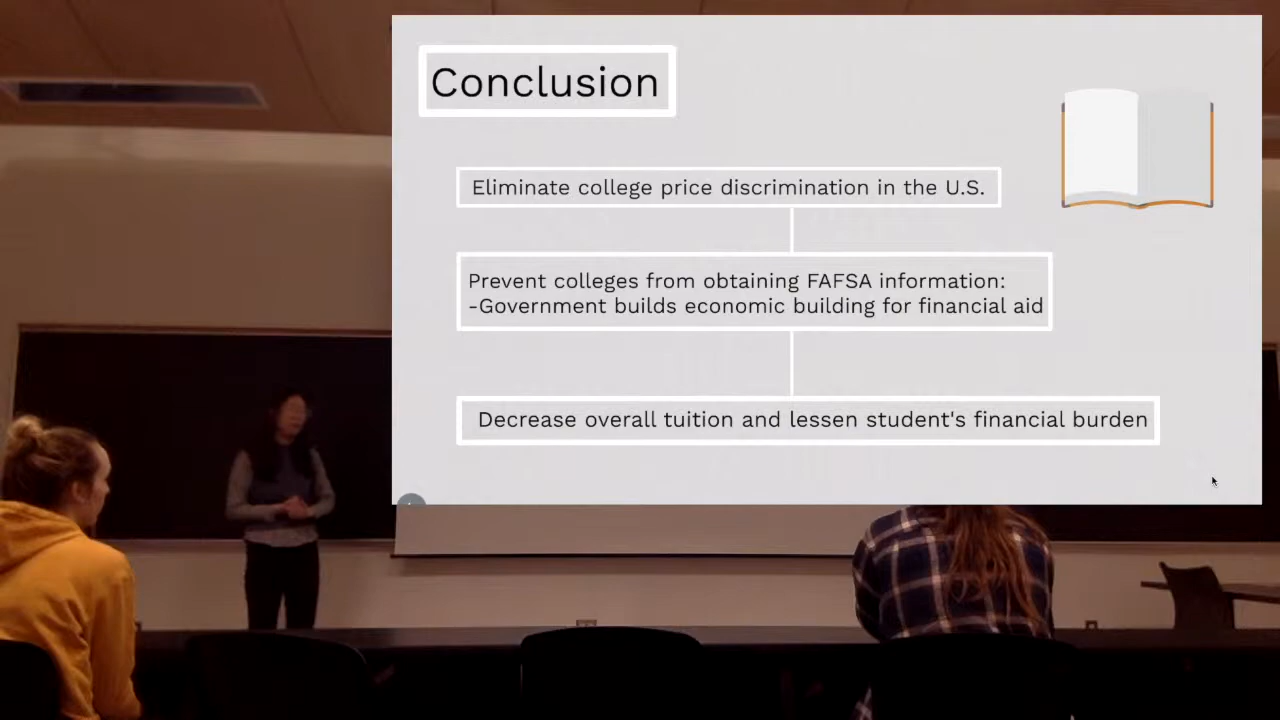 Conclusion
Eliminate college price discrimination in the U.S.
Prevent colleges from obtaining FAFSA information:
-Government builds economic building for financial aid
Decrease overall tuition and lessen student's financial burden